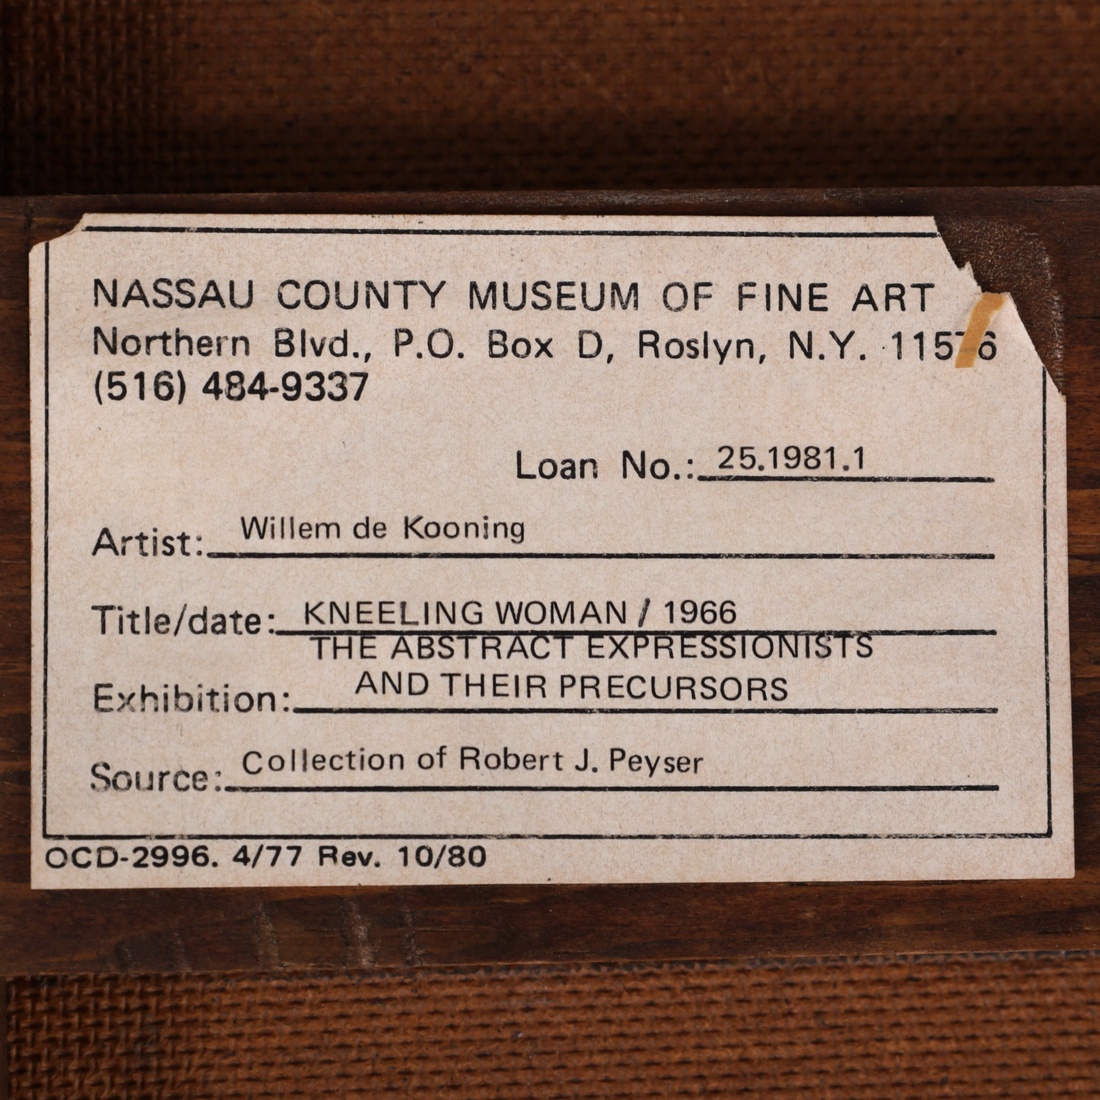 NASSAU COUNTY MUSEUM OF FINE ART
Northern Blvd., P.O. Box D, Roslyn, N.Y. 11576
(516) 484-9337
Loan No.: 25.1981.1
Artist: Willem de Kooning
Title/date: KNEELING WOMAN / 1966
THE ABSTRACT EXPRESSIONISTS
Exhibition: AND THEIR PRECURSORS
Source: Collection of Robert J. Peyser
OCD-2996. 4/77 Rev. 10/80